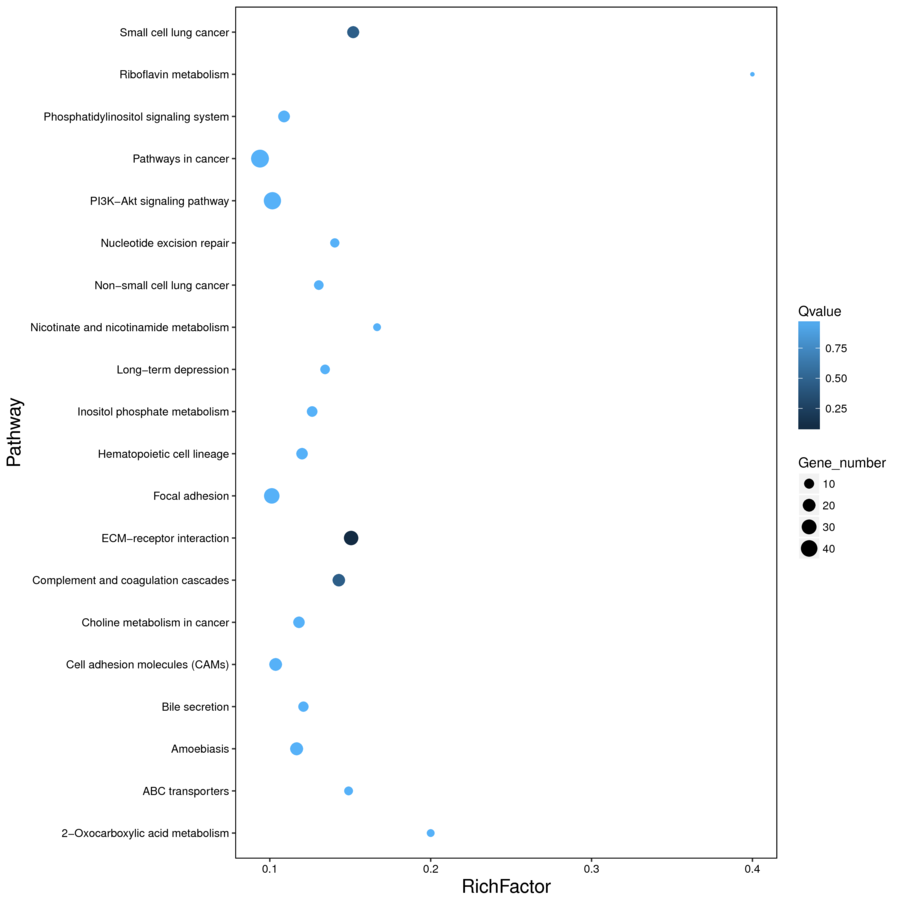 Small cell lung cancer
Riboflavin metabolism
Phosphatidylinositol signaling system
Pathways in cancer
PI3K−Akt signaling pathway
Nucleotide excision repair
Non−small cell lung cancer
Nicotinate and nicotinamide metabolism
Long−term depression
Inositol phosphate metabolism
Hematopoietic cell lineage
Focal adhesion
ECM−receptor interaction
Complement and coagulation cascades
Choline metabolism in cancer
Cell adhesion molecules (CAMs)
Bile secretion
Amoebiasis
ABC transporters
2−Oxocarboxylic acid metabolism
Pathway
0.1 0.2 0.3 0.4
RichFactor
Qvalue
0.75
0.50
0.25
Gene_number
10
20
30
40